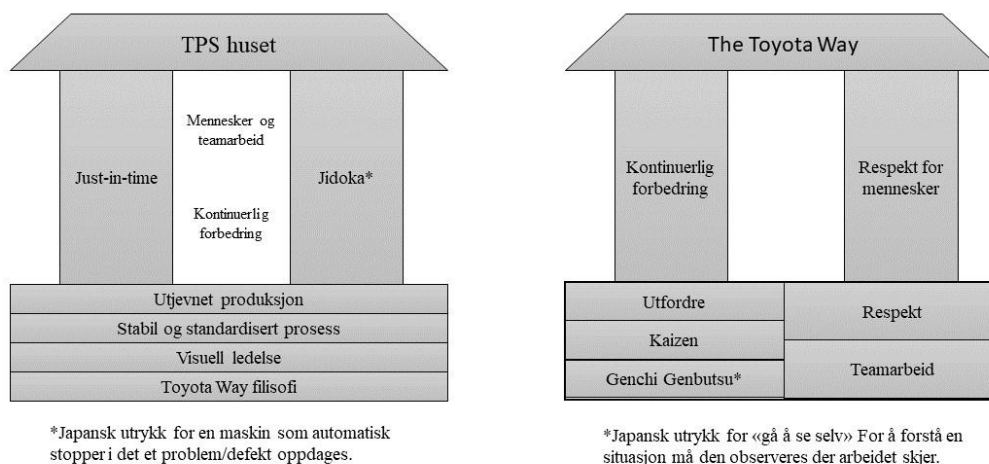 TPS huset
Just-in-time
Mennesker og
teamarbeid
Kontinuerlig
forbedring
Jidoka*
Utjevnet produksjon
Stabil og standardisert prosess
Visuell ledelse
Toyota Way filisofi
*Japansk utrykk for en maskin som automatisk
stopper i det et problem/defekt oppdages.
The Toyota Way
Kontinuerlig
forbedring
Respekt for
mennesker
Utfordre
Kaizen
Genchi Genbutsu*
Respekt
Teamarbeid
*Japansk utrykk for «gå å se selv» For å forstå en
situasjon må den observeres der arbeidet skjer.